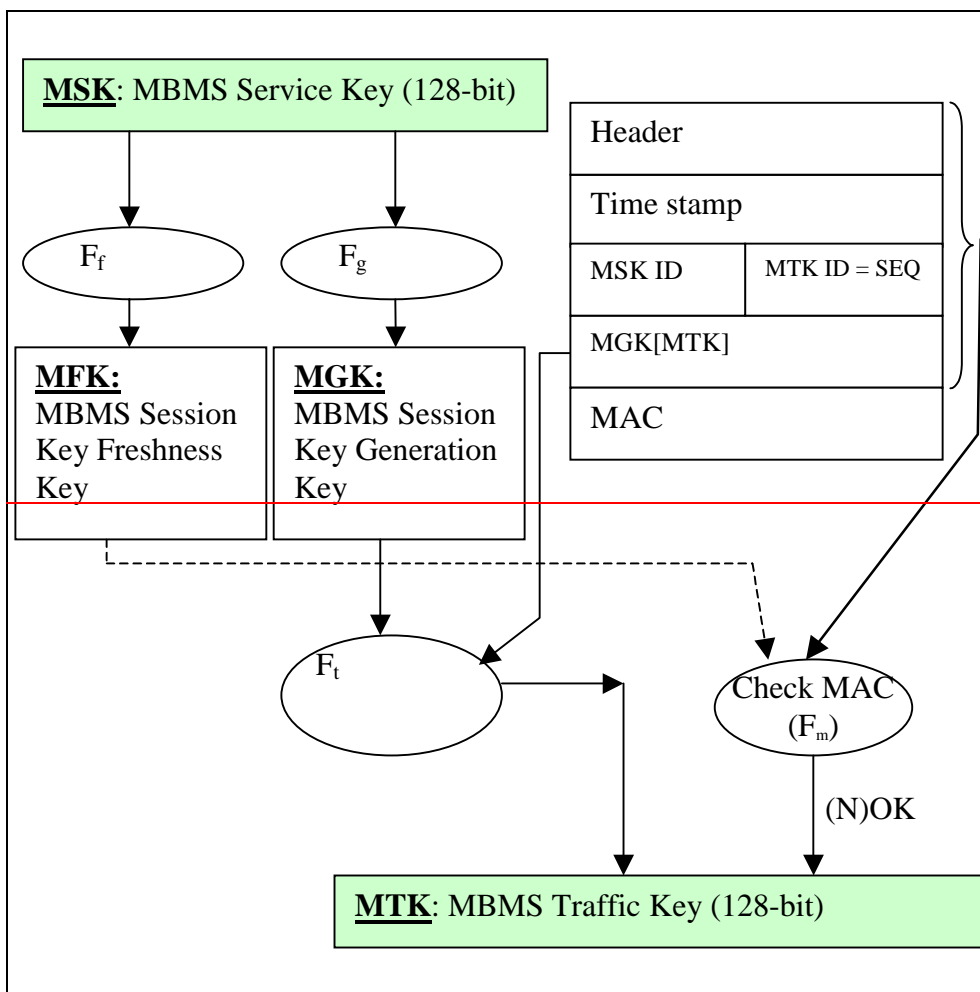 MSK: MBMS Service Key (128-bit)
Header
Time stamp
MSK ID
MTK ID = SEQ
MGK[MTK]
MAC
Ff
Fg
MFK:
MBMS Session
Key Freshness
Key
MGK:
MBMS Session
Key Generation
Key
Ft
Check MAC
(Fm)
(N)OK
MTK: MBMS Traffic Key (128-bit)